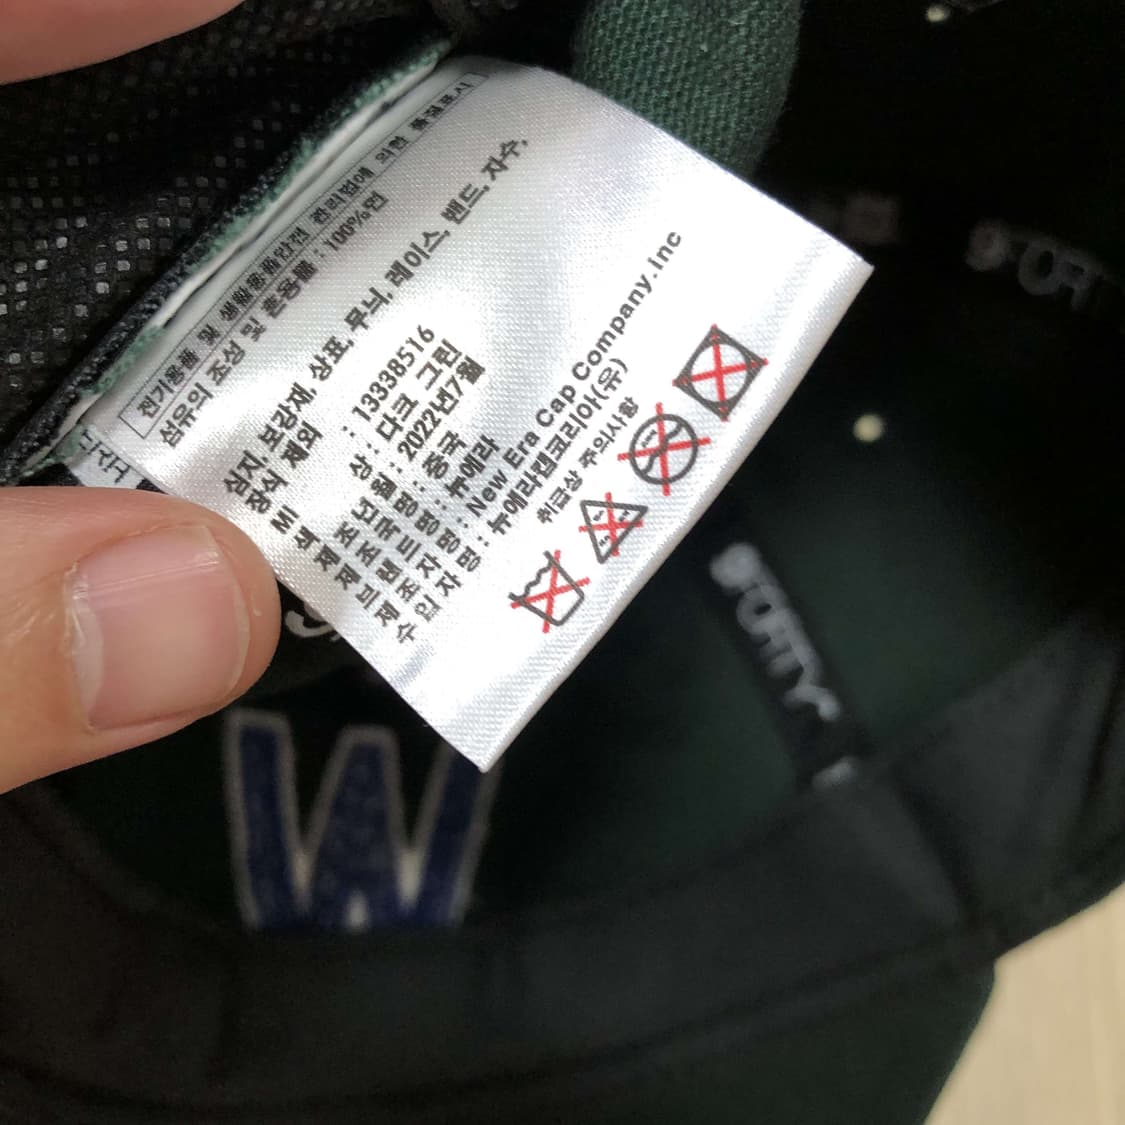 전기용품 및 생활용품안전 관리법에 의한 품질표시
섬유의 조성 및 혼용률 : 100%면
심지, 보강재, 상표, 무늬, 레이스, 밴드, 자수,
장식 제외
MI : 13338516
색 상 : 다크 그린
제조년월 : 2022년7월
제조국명 : 중국
브랜드명 : 뉴에라
제조자명 : New Era Cap Company.Inc
수입자명 : 뉴에라캡코리아(유)
취급상 주의사항
사이
9FORTY
9FORTY
W